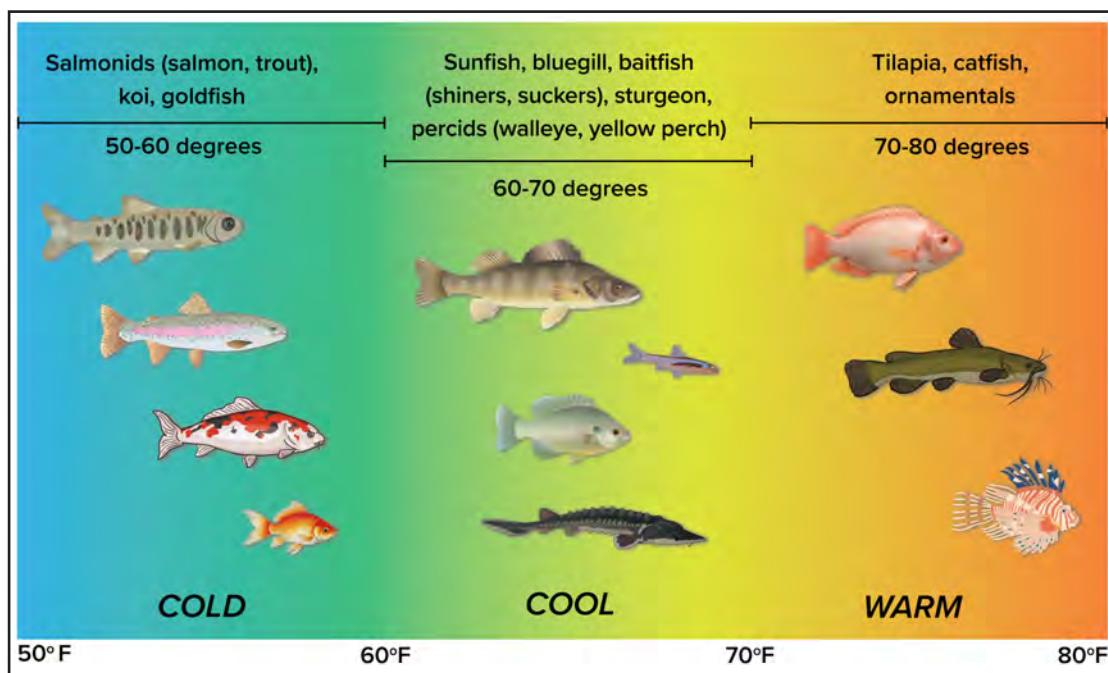 Salmonids (salmon, trout),
koi, goldfish
50-60 degrees
Sunfish, bluegill, baitfish
(shiners, suckers), sturgeon,
percids (walleye, yellow perch)
60-70 degrees
Tilapia, catfish,
ornamentals
70-80 degrees
COLD
COOL
WARM
50° F
60°F
70°F
80°F